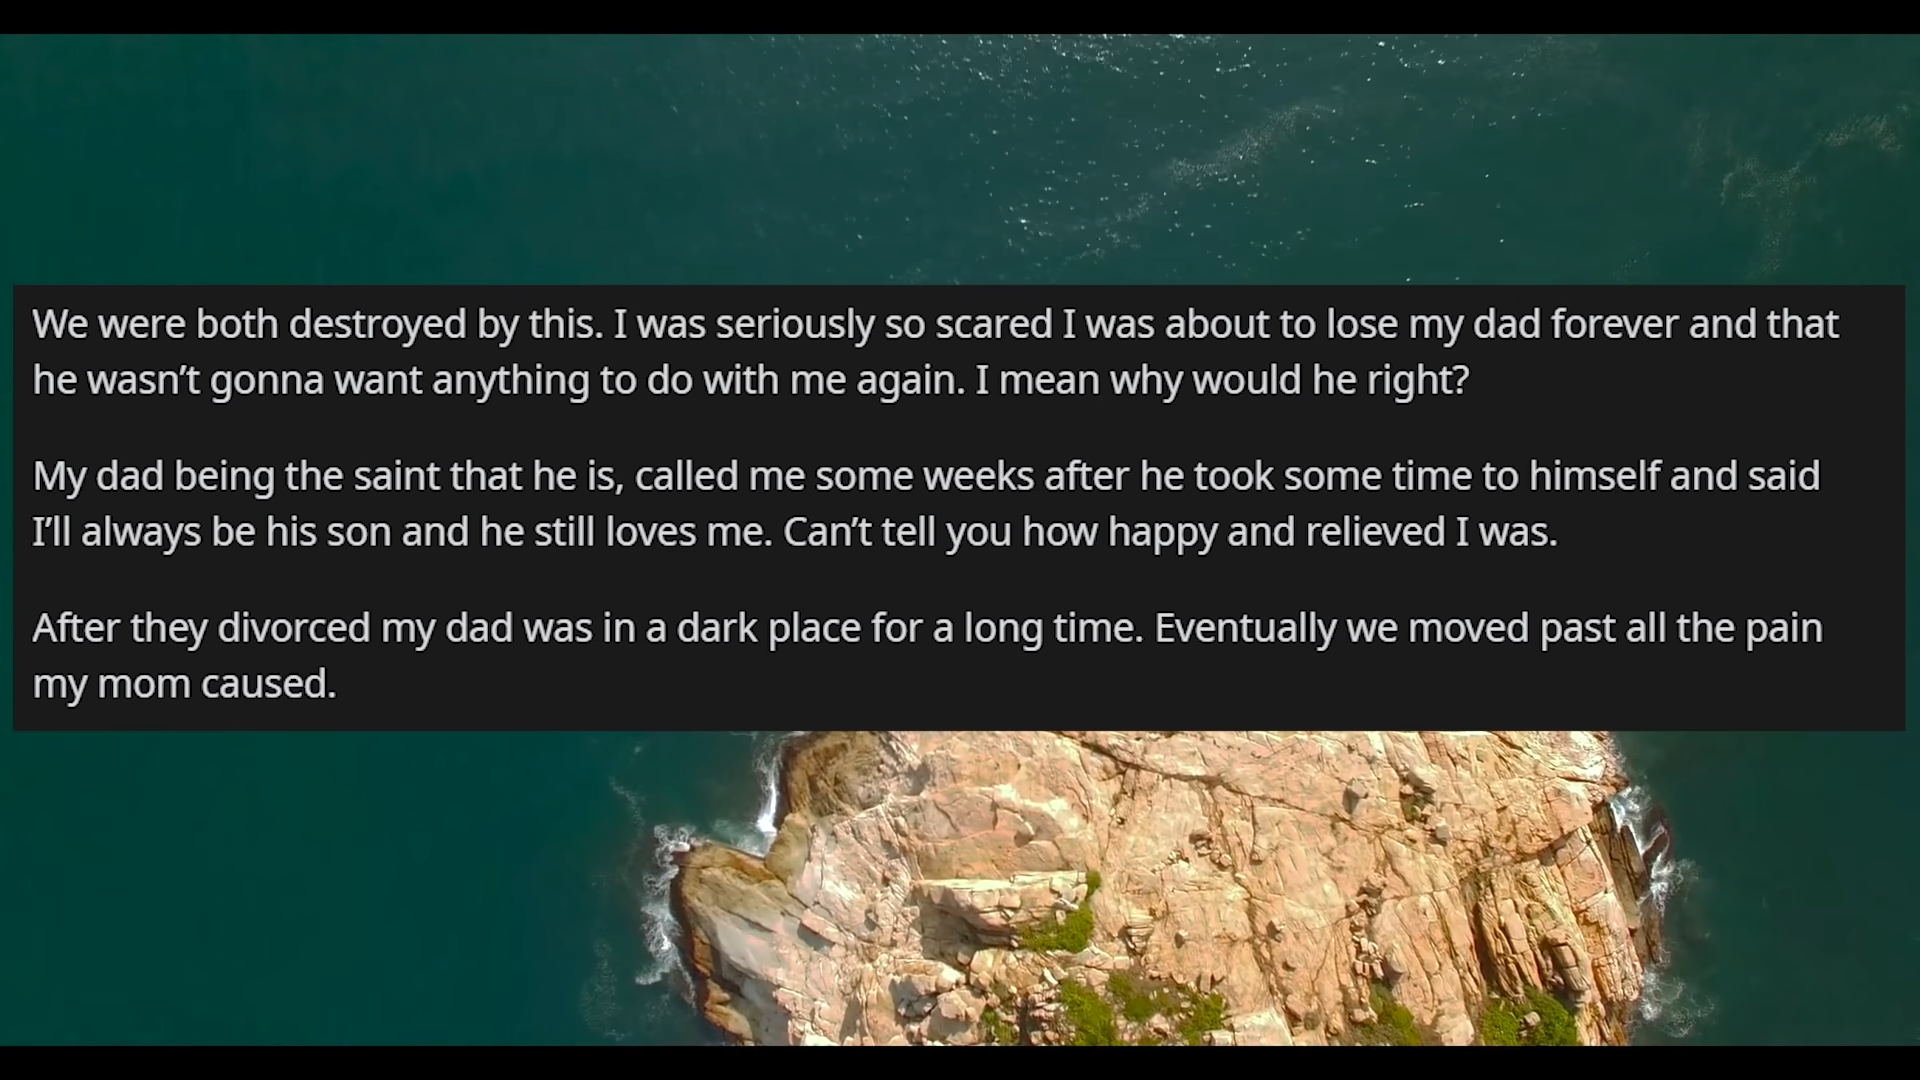 We were both destroyed by this. I was seriously so scared I was about to lose my dad forever and that
he wasn’t gonna want anything to do with me again. I mean why would he right?
My dad being the saint that he is, called me some weeks after he took some time to himself and said
I’ll always be his son and he still loves me. Can’t tell you how happy and relieved I was.
After they divorced my dad was in a dark place for a long time. Eventually we moved past all the pain
my mom caused.